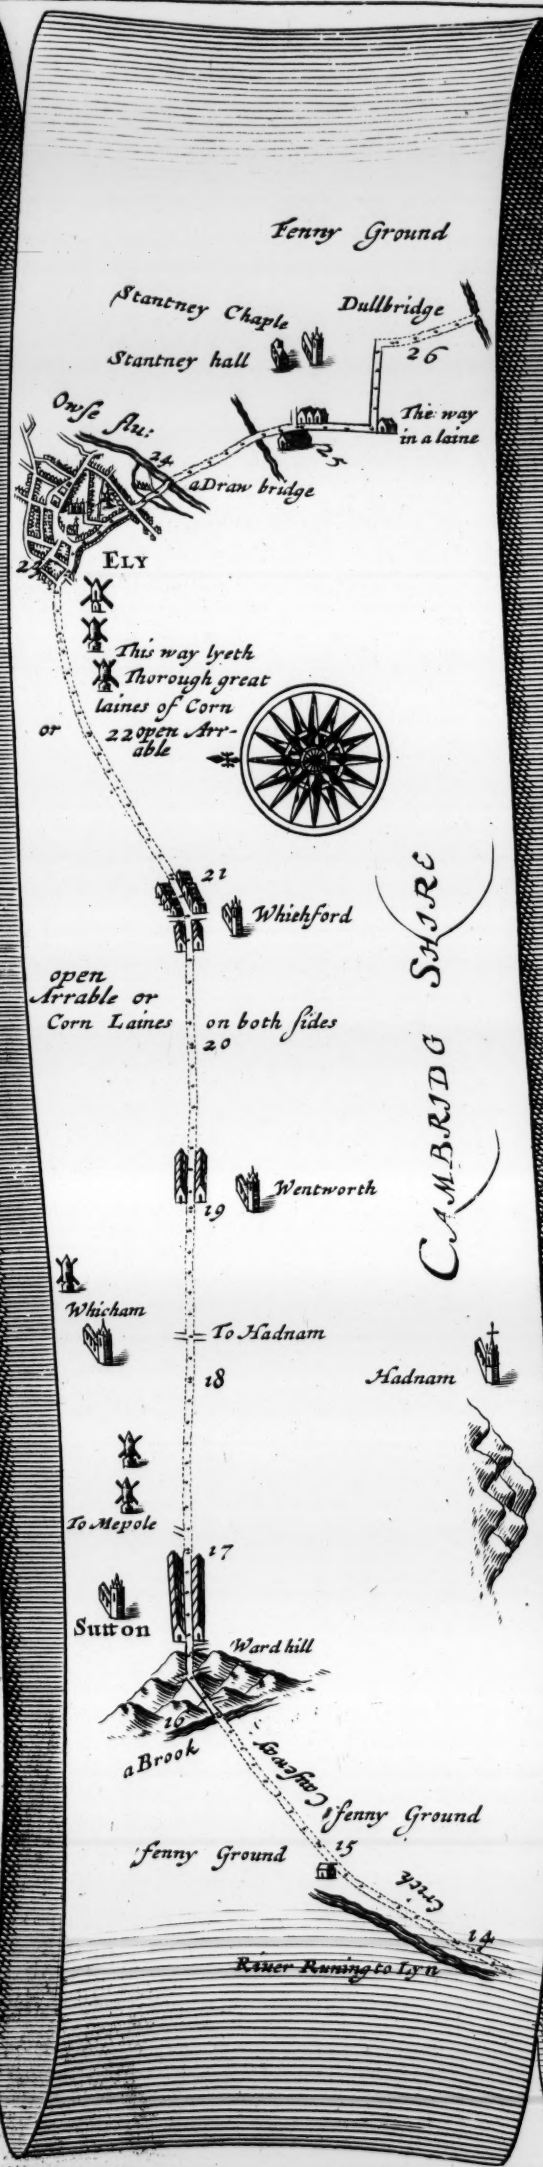 Fenny Ground
Stantney Chaple
Dullbridge
Stantney hall
26
Owse flu:
The way
in a laine
24
25
a Draw bridge
23
ELY
This way lyeth
Thorough great
laines of Corn
or
22 open Arr-
able
21
Whichford
CAMBRIDG SHIRE
open
Arrable or
Corn Laines on both sides
20
Wentworth
19
Whicham
To Hadnam
18
Hadnam
To Mepole
17
Sutton
Ward hill
16
a Brook
Causeway
fenny Ground
15
fenny Ground
Crick
14
River Runing to Lyn